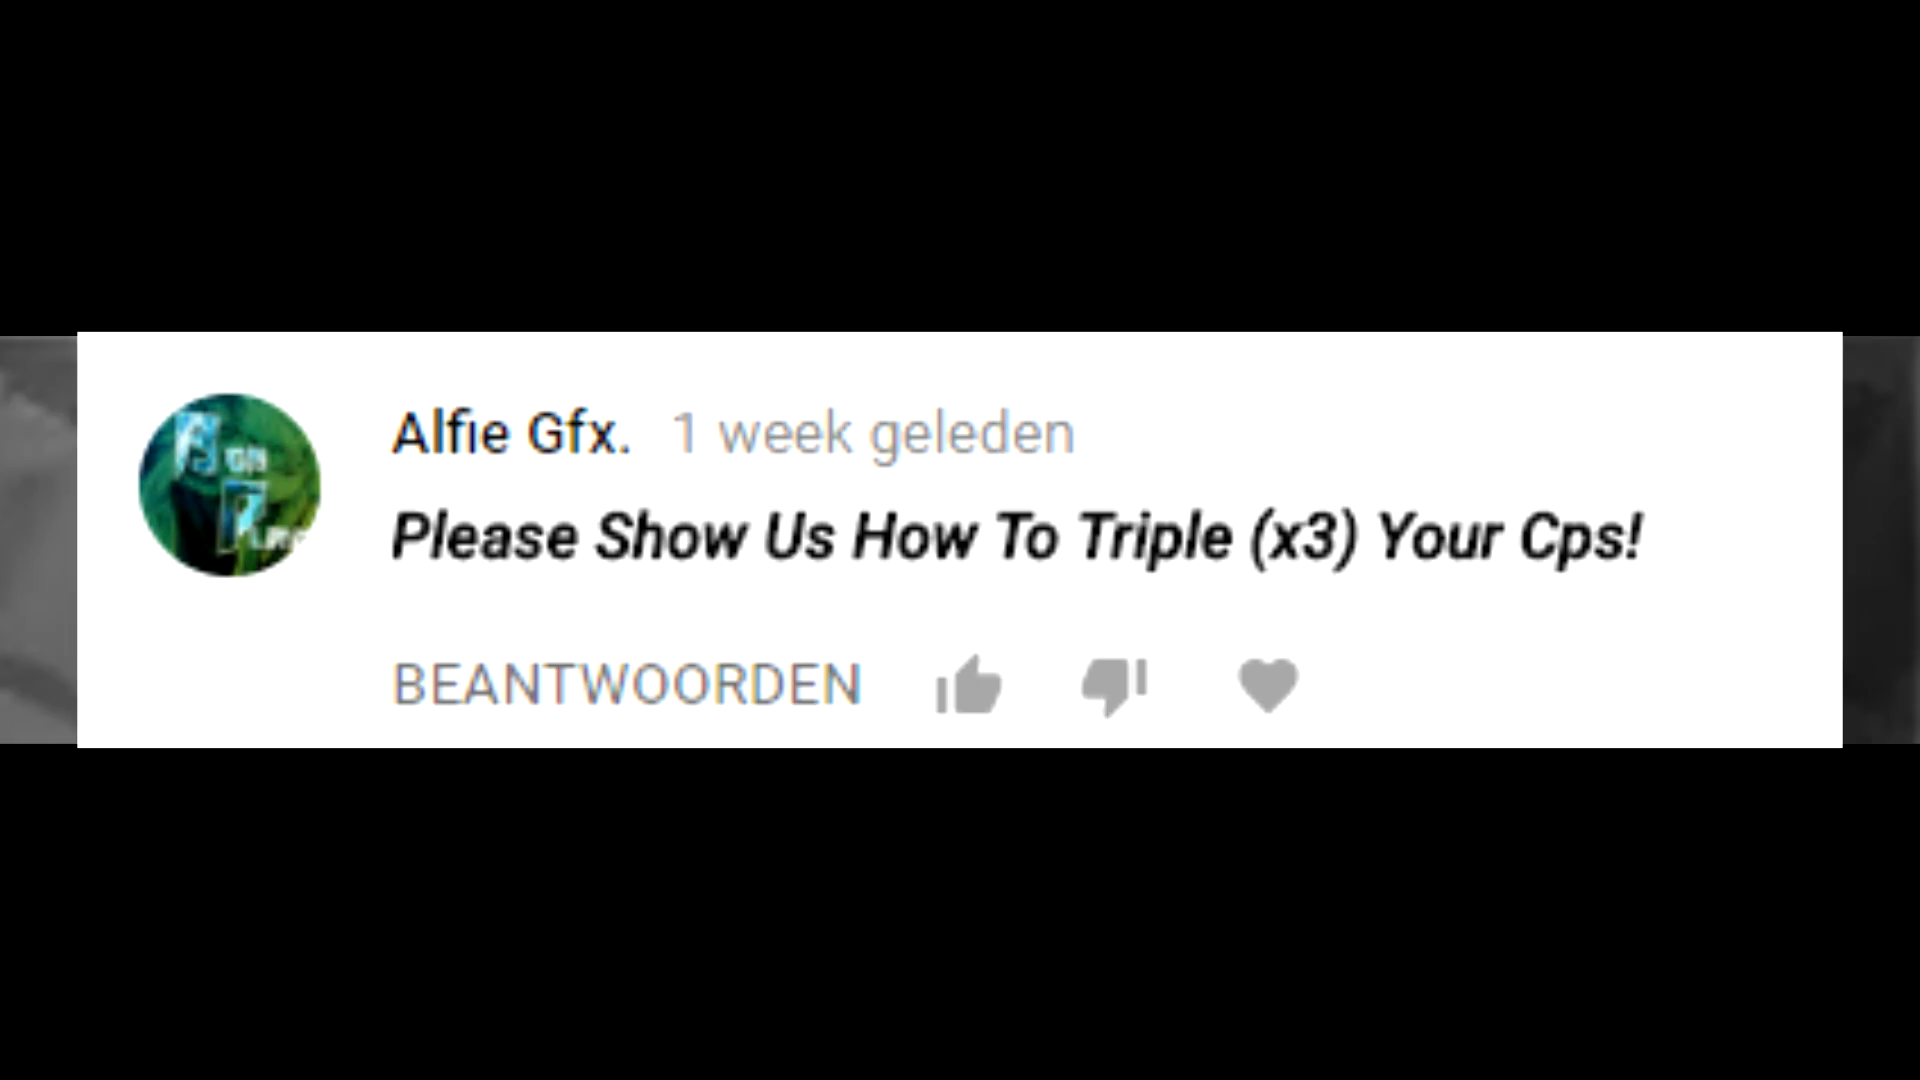 Alfie Gfx. 1 week geleden
Please Show Us How To Triple (x3) Your Cps!
BEANTWOORDEN